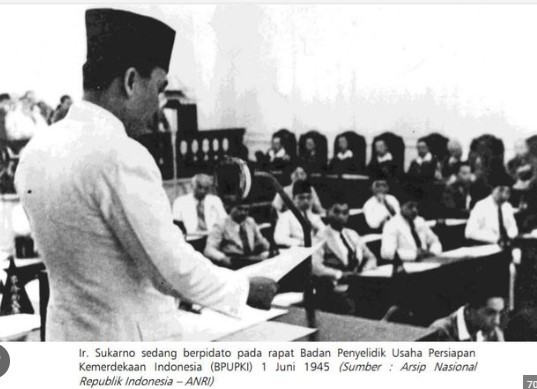 Ir. Sukarno sedang berpidato pada rapat Badan Penyelidik Usaha Persiapan
Kemerdekaan Indonesia (BPUPKI) 1 Juni 1945 (Sumber : Arsip Nasional
Republik Indonesia – ANRI)
70